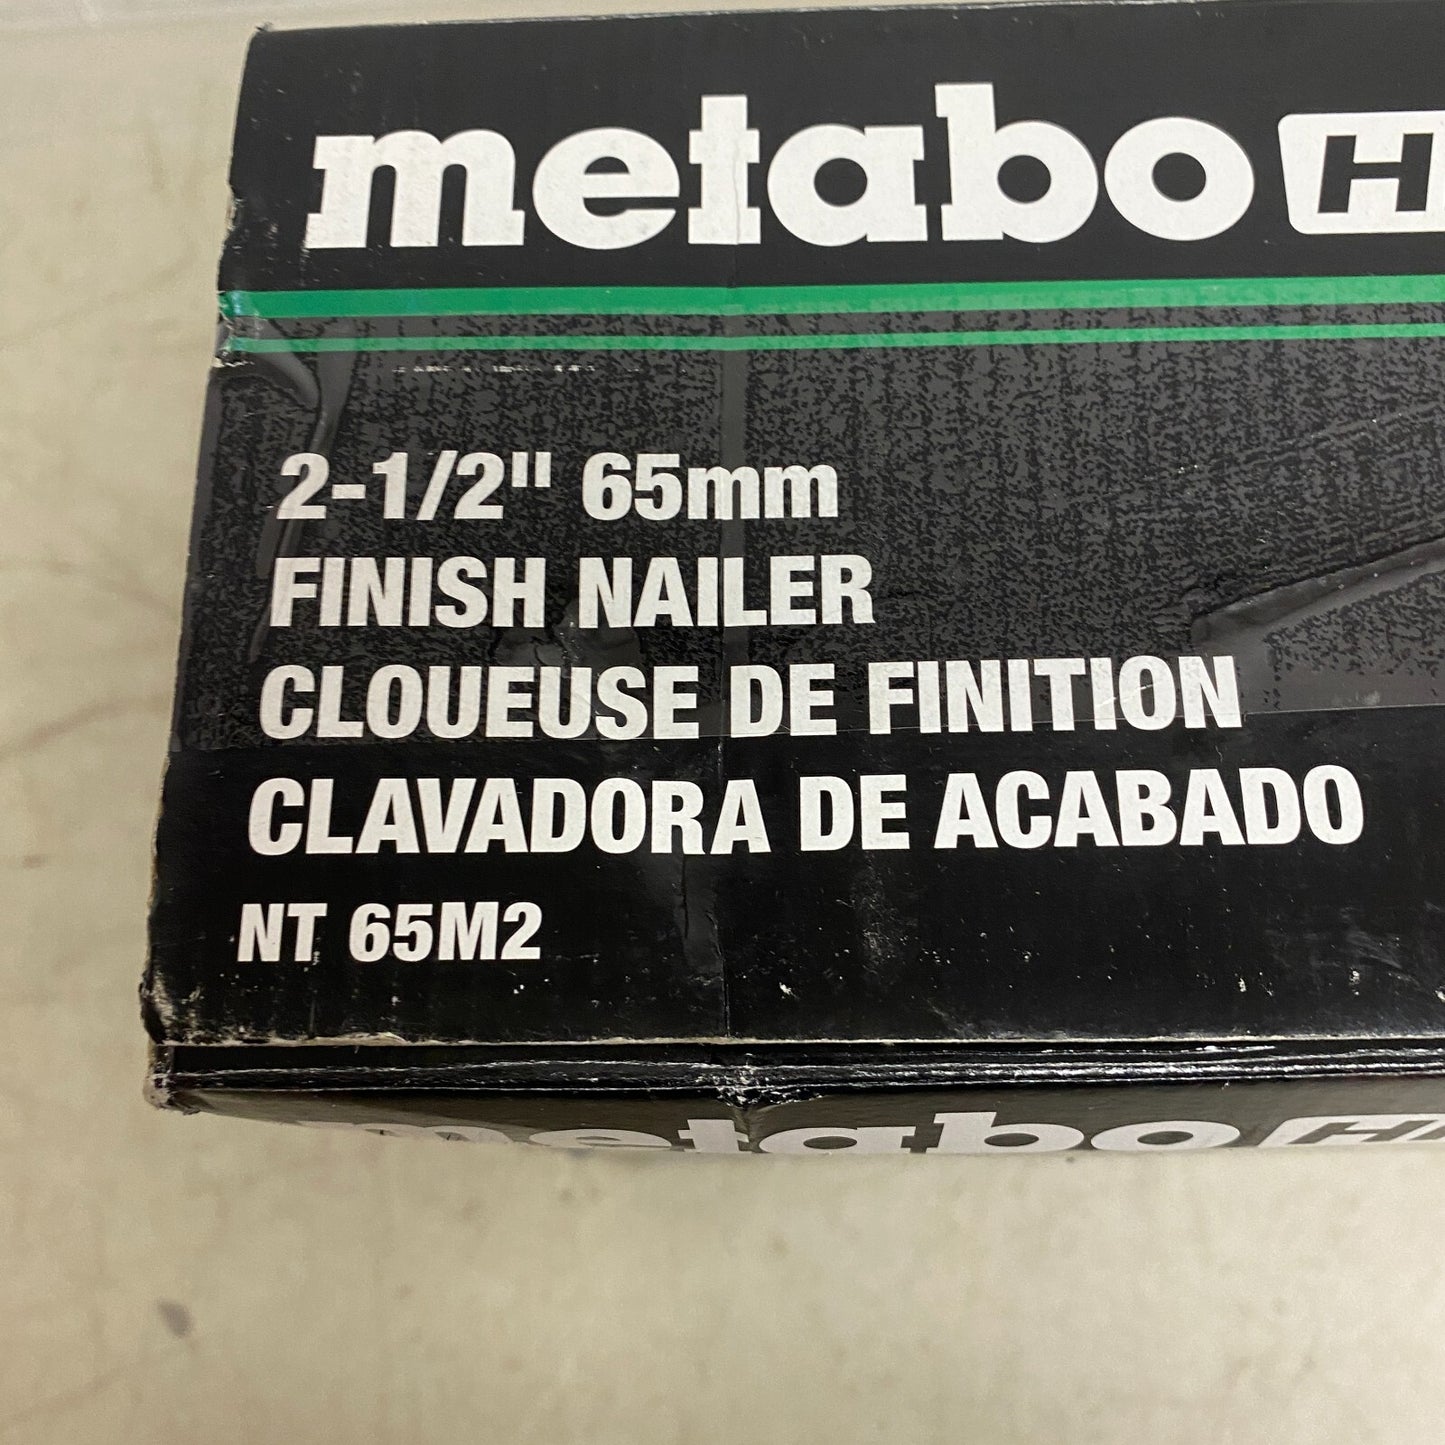 metabo H
2-1/2" 65mm
FINISH NAILER
CLOUEUSE DE FINITION
CLAVADORA DE ACABADO
NT 65M2
metabo H